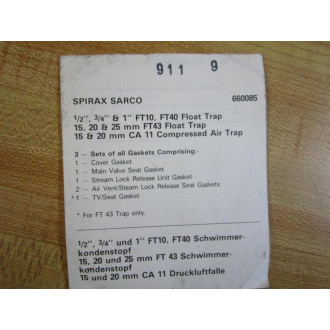 911 9
SPIRAX SARCO 660085
1/2", 3/4" & 1" FT10, FT40 Float Trap
15, 20 & 25 mm FT43 Float Trap
15 & 20 mm CA 11 Compressed Air Trap
3 - Sets of all Gaskets Comprising:-
1 - Cover Gasket
1 - Main Valve Seat Gasket
1 - Stream Lock Release Unit Gasket
2 - Air Vent/Steam Lock Release Seat Gaskets
*1 - TV/Seat Gasket
* For FT 43 Trap only.
1/2", 3/4" und 1" FT10, FT40 Schwimmer-
kondenstopf
15, 20 und 25 mm FT 43 Schwimmer-
kondenstopf
15 und 20 mm CA 11 Druckluftfalle